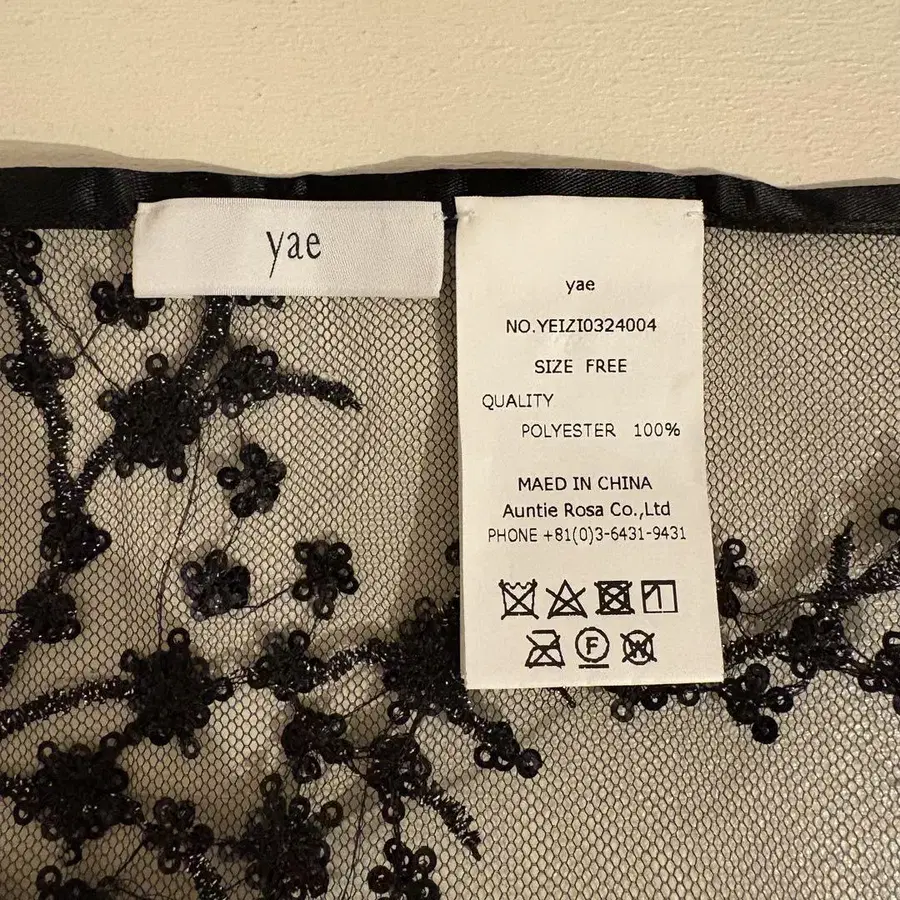 yae
yae
NO.YEIZI0324004
SIZE FREE
QUALITY
POLYESTER 100%
MAED IN CHINA
Auntie Rosa Co.,Ltd
PHONE +81(0)3-6431-9431
F W